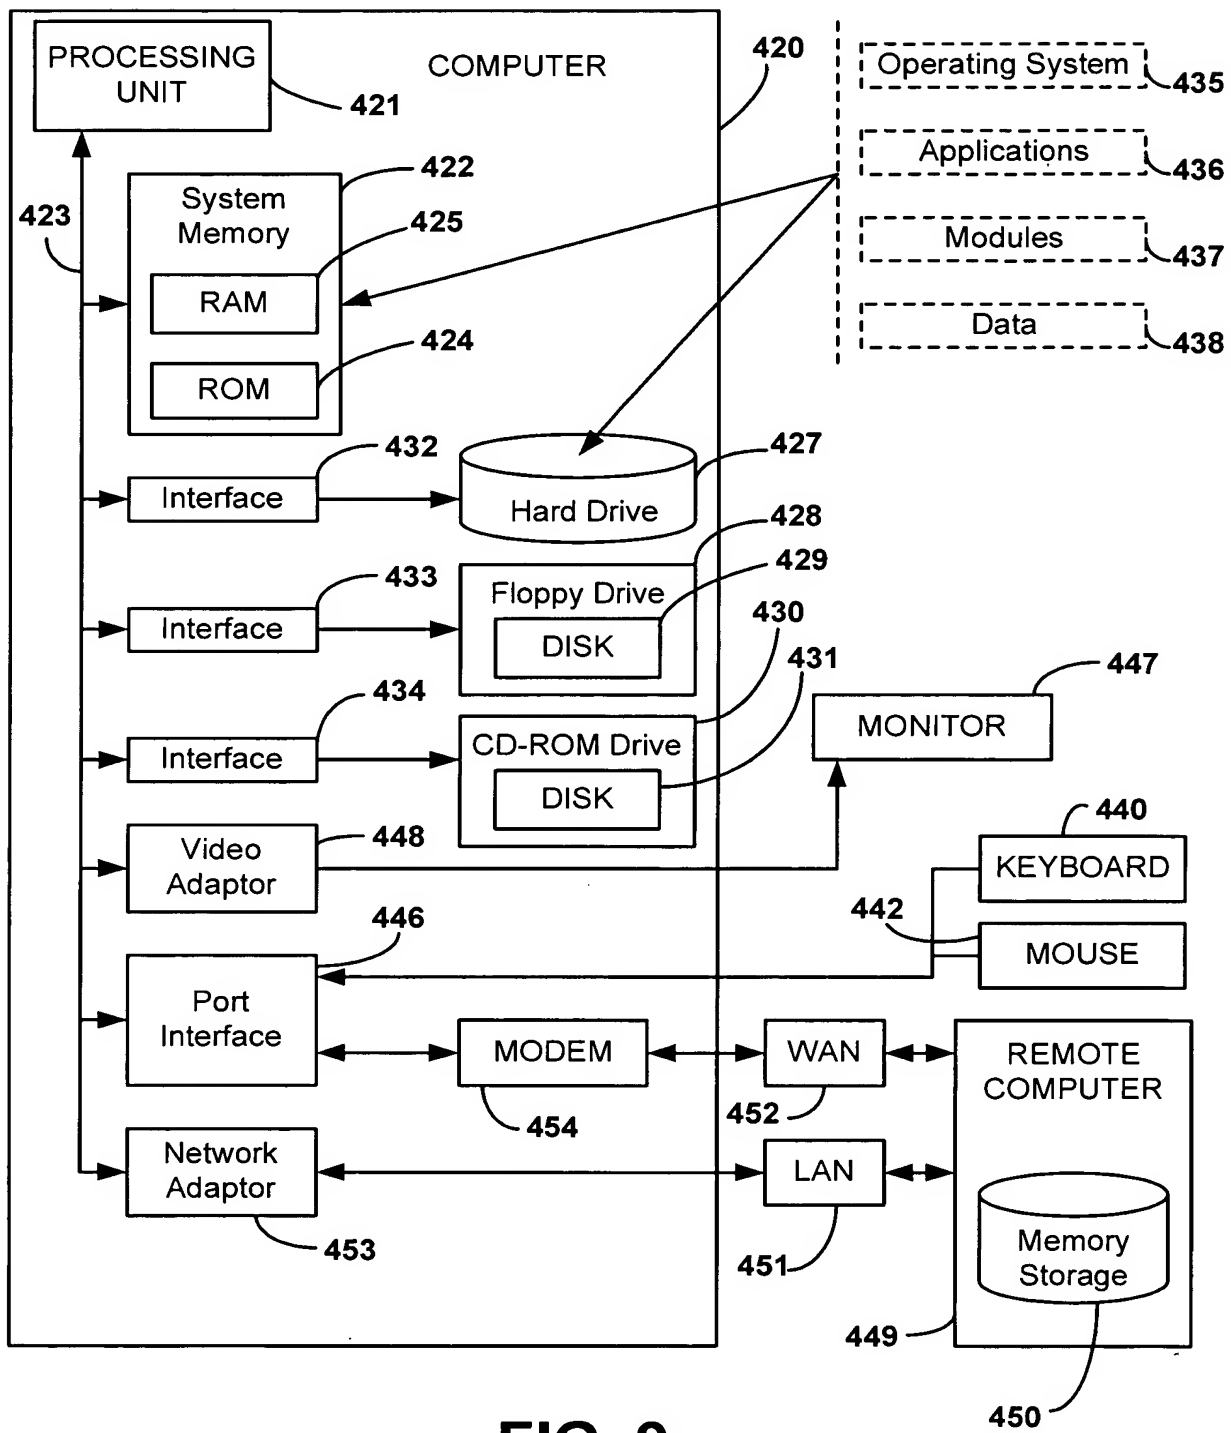 PROCESSING
UNIT
421
COMPUTER
420
Operating System
435
Applications
436
Modules
437
Data
438
423
System
Memory
422
RAM
425
ROM
424
Interface
432
Hard Drive
427
Interface
433
Floppy Drive
428
DISK
429
Interface
434
CD-ROM Drive
430
DISK
431
MONITOR
447
Video
Adaptor
448
KEYBOARD
440
MOUSE
442
Port
Interface
446
MODEM
454
WAN
452
REMOTE
COMPUTER
449
Network
Adaptor
453
LAN
451
Memory
Storage
450
FIG.